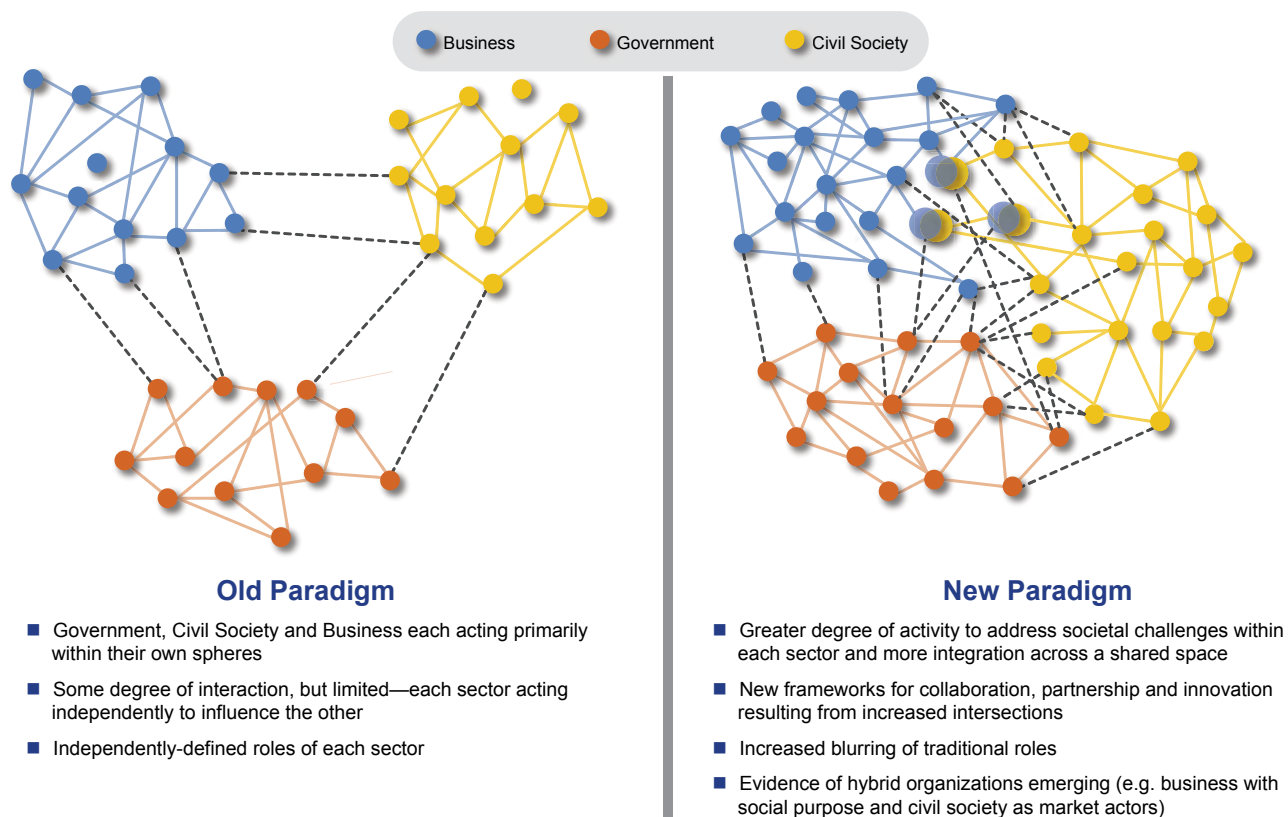 Business Government Civil Society
Old Paradigm
■ Government, Civil Society and Business each acting primarily
within their own spheres
■ Some degree of interaction, but limited—each sector acting
independently to influence the other
■ Independently-defined roles of each sector
New Paradigm
■ Greater degree of activity to address societal challenges within
each sector and more integration across a shared space
■ New frameworks for collaboration, partnership and innovation
resulting from increased intersections
■ Increased blurring of traditional roles
■ Evidence of hybrid organizations emerging (e.g. business with
social purpose and civil society as market actors)